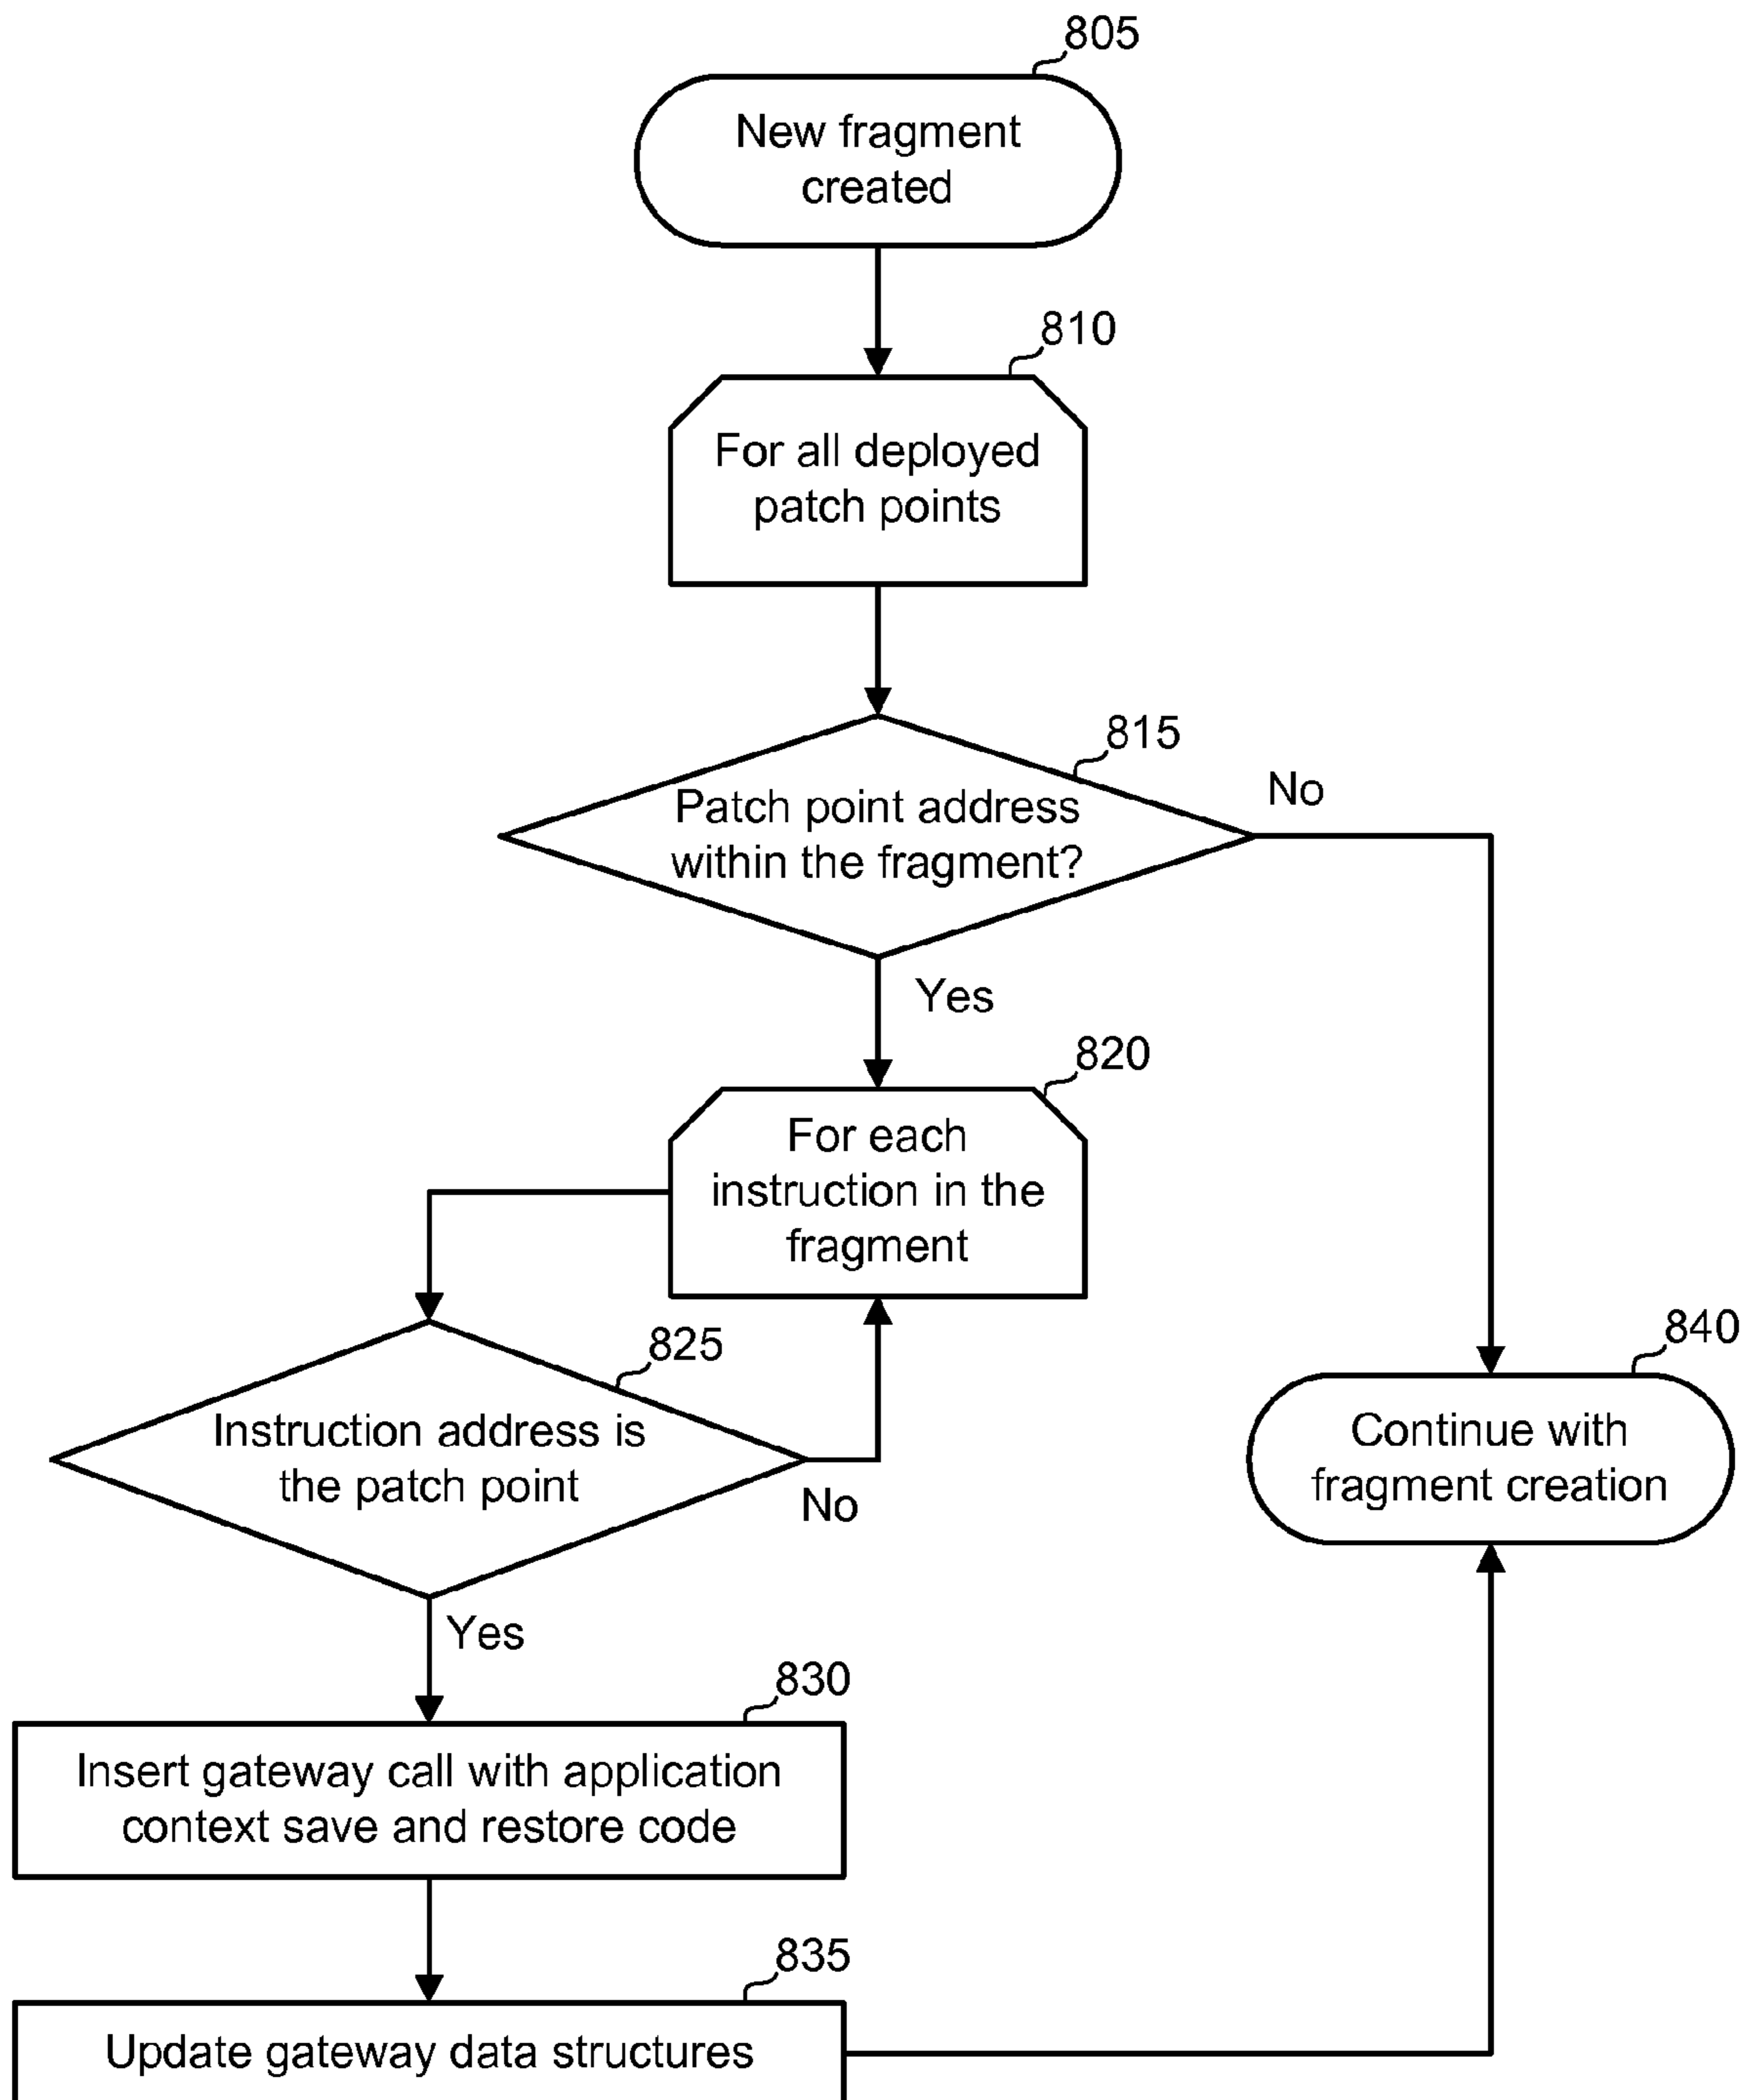 805
New fragment
created
810
For all deployed
patch points
815
Patch point address
within the fragment?
No
Yes
820
For each
instruction in the
fragment
825
Instruction address is
the patch point
No
Yes
840
Continue with
fragment creation
830
Insert gateway call with application
context save and restore code
835
Update gateway data structures